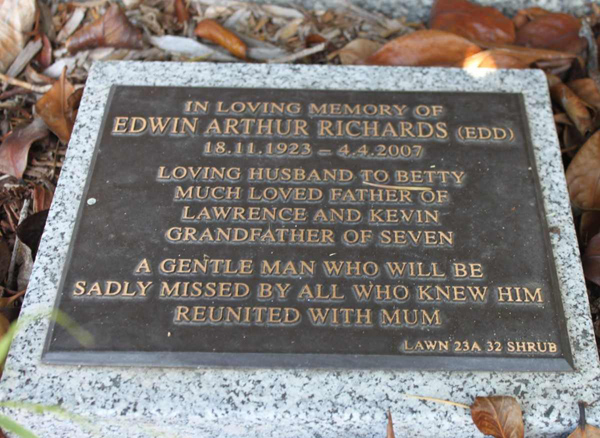 IN LOVING MEMORY OF
EDWIN ARTHUR RICHARDS (EDD)
18.11.1923 – 4.4.2007
LOVING HUSBAND TO BETTY
MUCH LOVED FATHER OF
LAWRENCE AND KEVIN
GRANDFATHER OF SEVEN
A GENTLE MAN WHO WILL BE
SADLY MISSED BY ALL WHO KNEW HIM
REUNITED WITH MUM
LAWN 23A 32 SHRUB